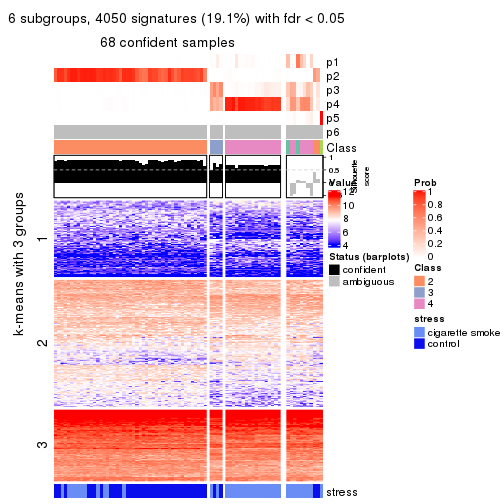 6 subgroups, 4050 signatures (19.1%) with fdr < 0.05
68 confident samples
p1
p2
p3
p4
p5
p6
Class
1
0.5
0
Silhouette
score
k-means with 3 groups
1
2
3
Value
12
10
8
6
4
Status (barplots)
confident
ambiguous
Prob
1
0.8
0.6
0.4
0.2
0
Class
2
3
4
stress
cigarette smoke
control
stress